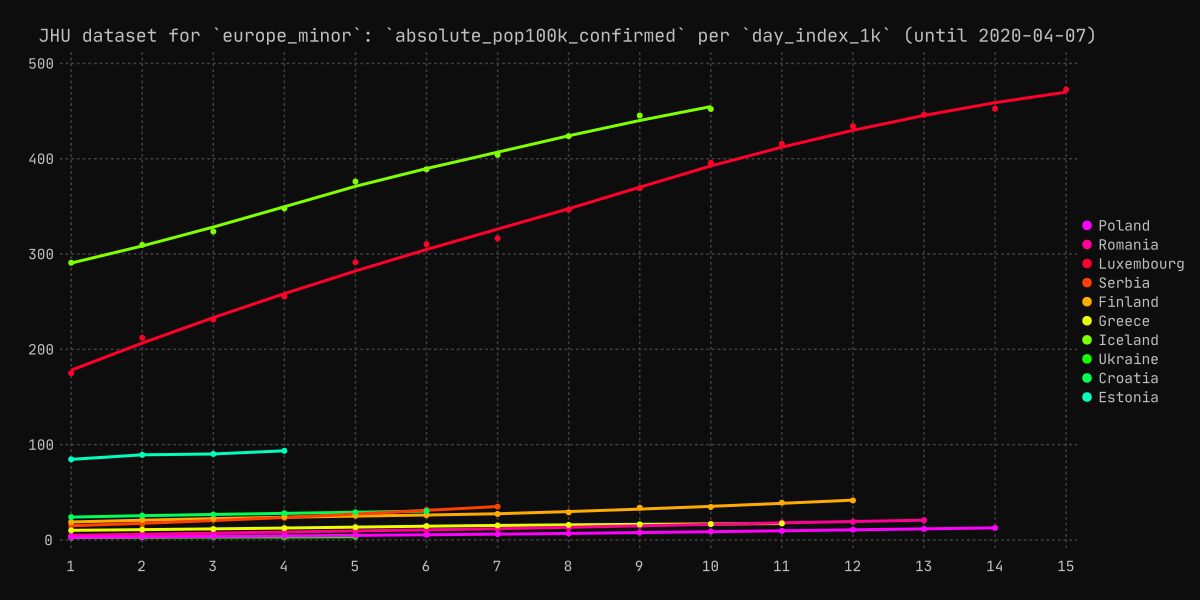 JHU dataset for `europe_minor`: `absolute_pop100k_confirmed` per `day_index_1k` (until 2020-04-07)
500
400
300
200
100
0
1 2 3 4 5 6 7 8 9 10 11 12 13 14 15
Poland
Romania
Luxembourg
Serbia
Finland
Greece
Iceland
Ukraine
Croatia
Estonia